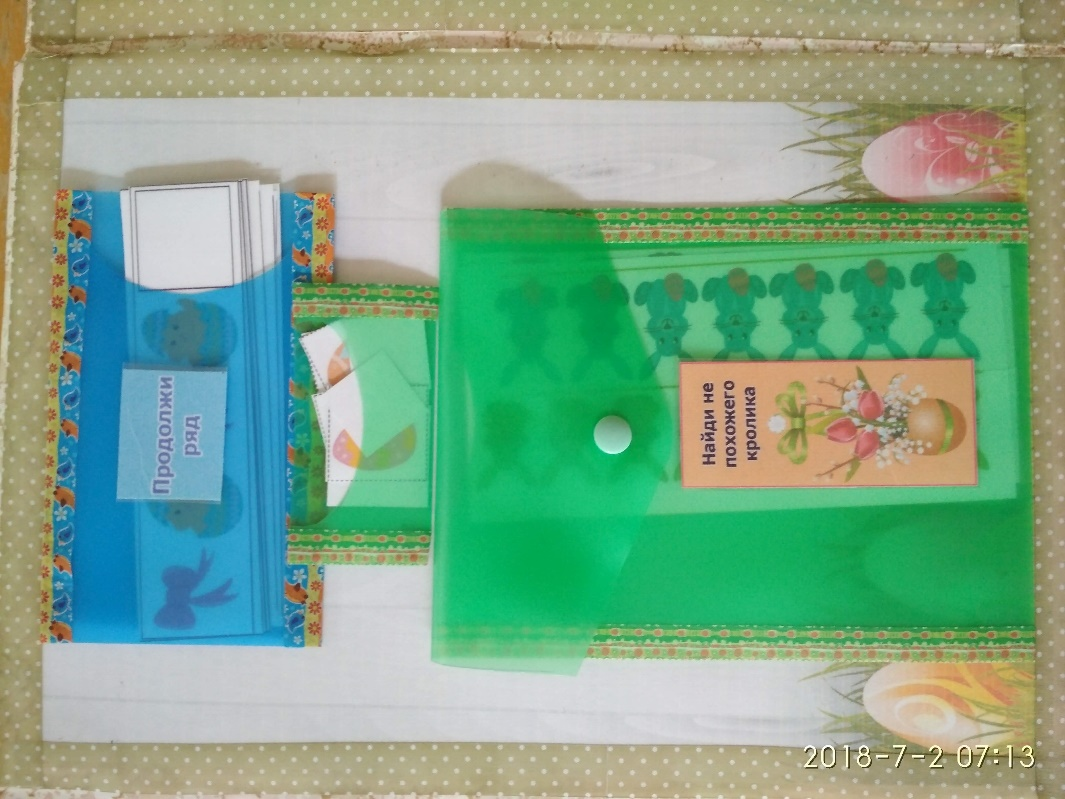 Продолжи
ряд
Найди не
похожего
кролика
2018-7-2 07:13